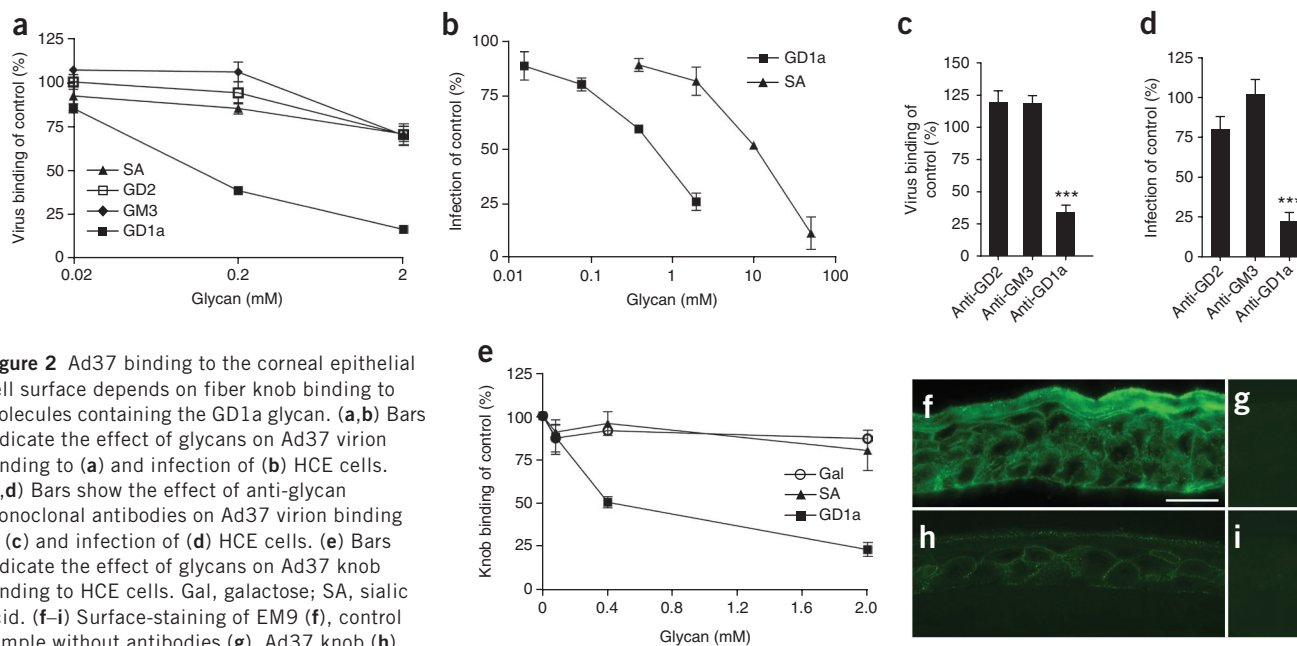 a
125
100
75
50
25
0
Virus binding of control (%)
SA
GD2
GM3
GD1a
0.02
0.2
2
Glycan (mM)
b
100
75
50
25
0
Infection of control (%)
GD1a
SA
0.01
0.1
1
10
100
Glycan (mM)
c
150
125
100
75
50
25
0
Virus binding of
control (%)
***
Anti-GD2
Anti-GM3
Anti-GD1a
d
125
100
75
50
25
0
Infection of control (%)
***
Anti-GD2
Anti-GM3
Anti-GD1a
gure 2 Ad37 binding to the corneal epithelial
ell surface depends on fiber knob binding to
olecules containing the GD1a glycan. (a,b) Bars
dicate the effect of glycans on Ad37 virion
nding to (a) and infection of (b) HCE cells.
,d) Bars show the effect of anti-glycan
onoclonal antibodies on Ad37 virion binding
(c) and infection of (d) HCE cells. (e) Bars
dicate the effect of glycans on Ad37 knob
nding to HCE cells. Gal, galactose; SA, sialic
cid. (f–i) Surface-staining of EM9 (f), control
mple without antibodies (g), Ad37 knob (h)
e
125
100
75
50
25
0
Knob binding of control (%)
Gal
SA
GD1a
0
0.4
0.8
1.2
1.6
2.0
Glycan (mM)
f
g
h
i